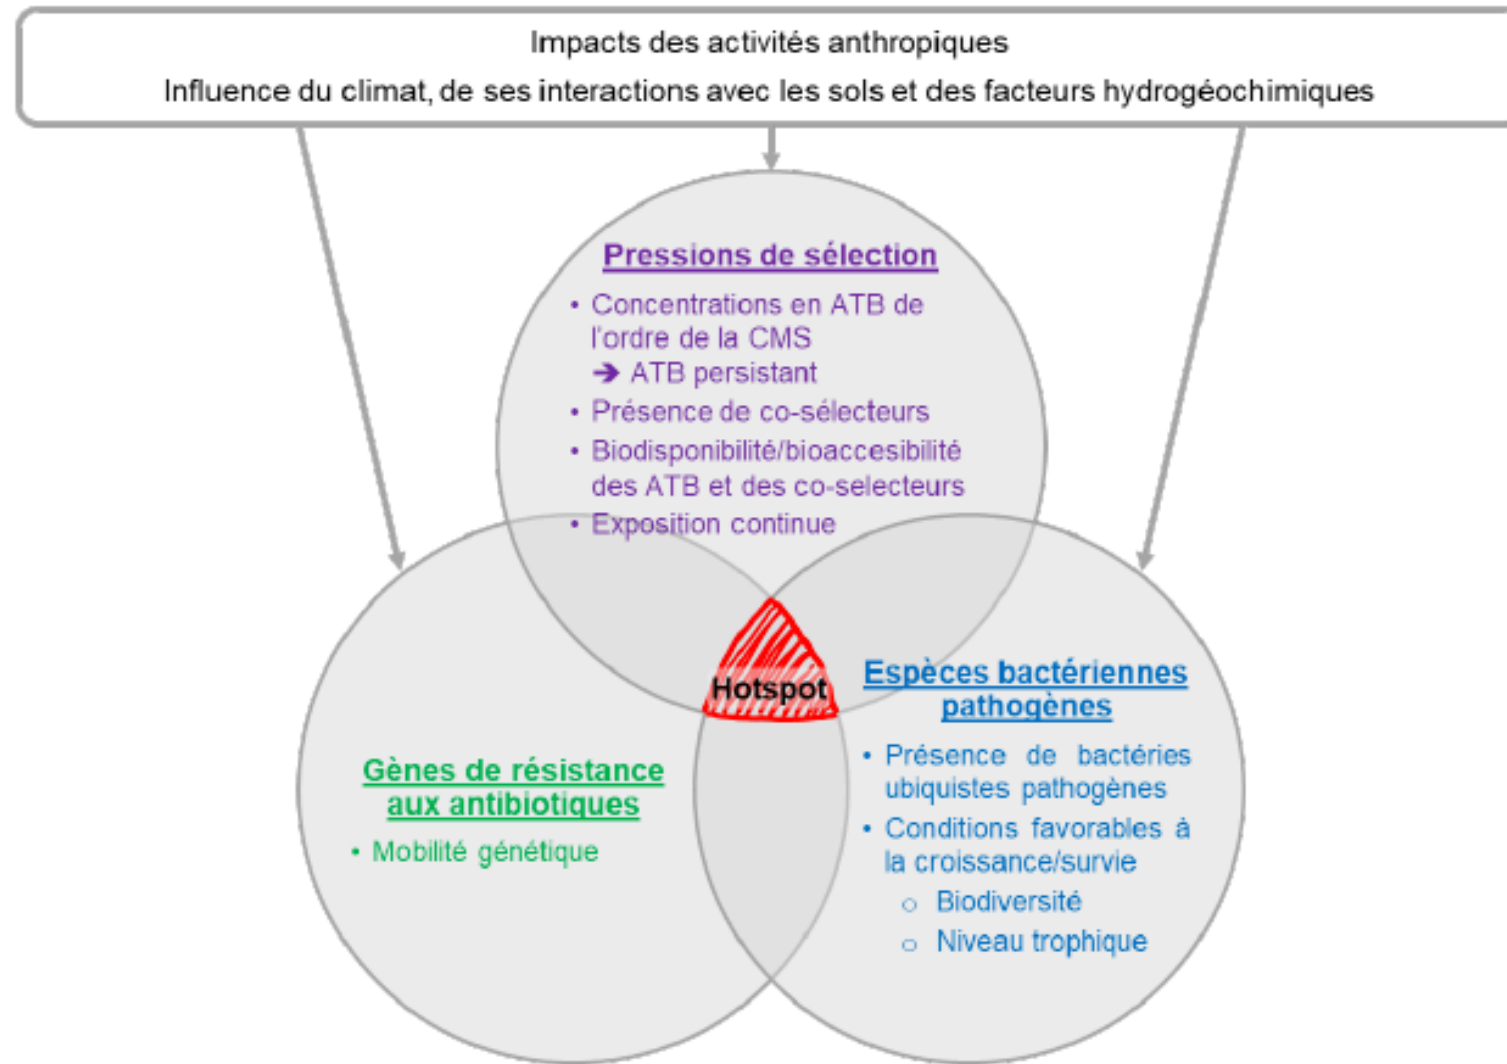 Impacts des activités anthropiques
Influence du climat, de ses interactions avec les sols et des facteurs hydrogéochimiques
Pressions de sélection
• Concentrations en ATB de
l'ordre de la CMS
➔ ATB persistant
• Présence de co-sélecteurs
• Biodisponibilité/bioaccesibilité
des ATB et des co-selecteurs
• Exposition continue
Hotspot
Gènes de résistance
aux antibiotiques
• Mobilité génétique
Espèces bactériennes
pathogènes
• Présence de bactéries
ubiquistes pathogènes
• Conditions favorables à
la croissance/survie
o Biodiversité
o Niveau trophique